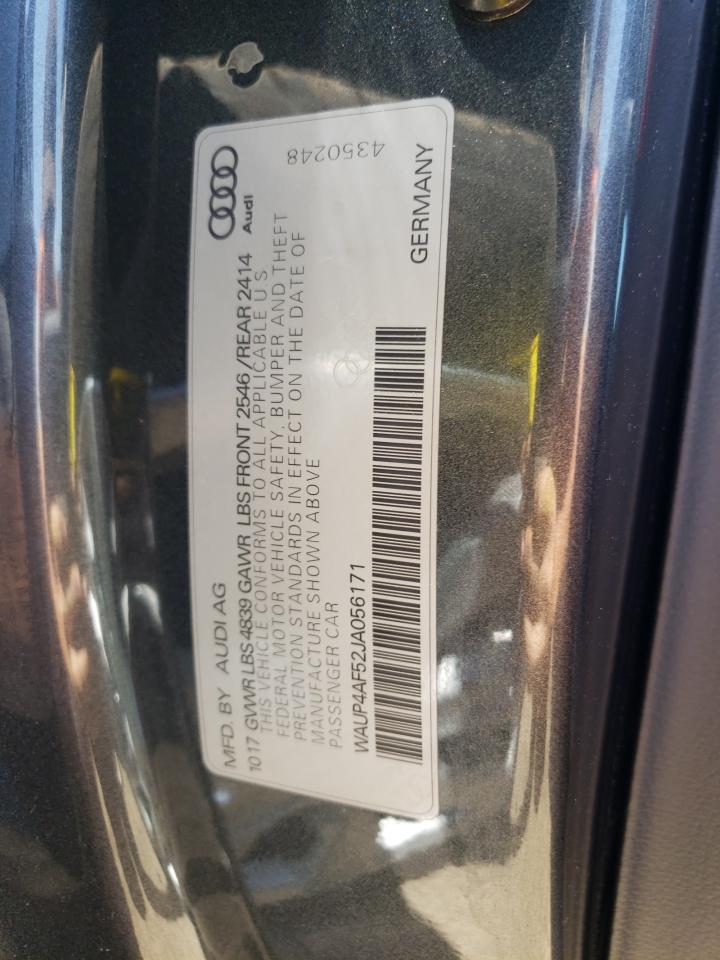 MFD. BY AUDI AG
10 17 GVWR LBS 4839 GAWR LBS FRONT 2546 / REAR 2414
THIS VEHICLE CONFORMS TO ALL APPLICABLE U.S.
FEDERAL MOTOR VEHICLE SAFETY, BUMPER AND THEFT
PREVENTION STANDARDS IN EFFECT ON THE DATE OF
MANUFACTURE SHOWN ABOVE
PASSENGER CAR
WAUP4AF52JA056171
Audi
4350248
GERMANY